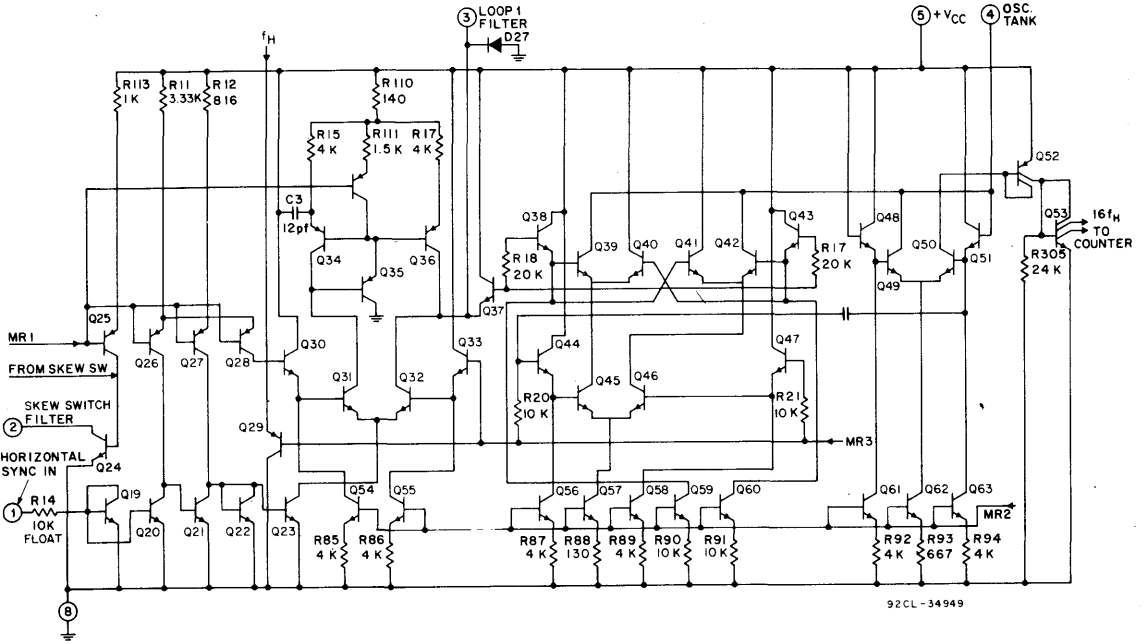 3 LOOP 1
FILTER
D27
5 +VCC
4 OSC.
TANK
fH
R113
1K
R11
3.33K
R12
816
R110
140
R15
4K
R111
1.5K
R17
4K
C3
12pf
Q34
Q35
Q36
Q37
Q38
R18
20K
Q39
Q40
Q41
Q42
Q43
R17
20K
Q48
Q49
Q50
Q51
Q52
Q53
16fH
TO
COUNTER
R305
24K
MR1
Q25
Q26
Q27
Q28
Q30
Q31
Q32
Q33
Q44
R20
10K
Q45
Q46
Q47
R21
10K
MR3
FROM SKEW SW
SKEW SWITCH
FILTER
2
Q24
Q29
HORIZONTAL
SYNC IN
1
R14
10K
FLOAT
Q19
Q20
Q21
Q22
Q23
Q54
Q55
R85
4K
R86
4K
Q56
Q57
Q58
Q59
Q60
R87
4K
R88
130
R89
4K
R90
10K
R91
10K
Q61
Q62
Q63
MR2
R92
4K
R93
667
R94
4K
8
92CL-34949